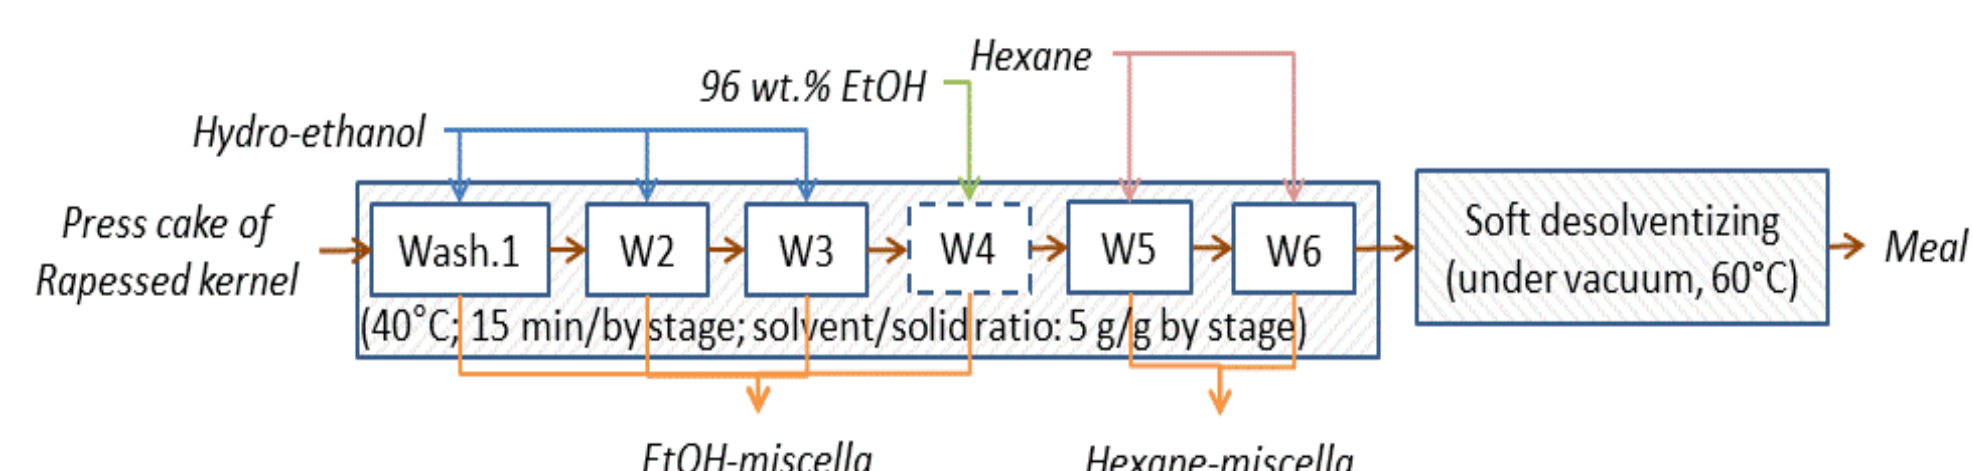 Hexane
96 wt.% EtOH
Hydro-ethanol
Press cake of
Rapessed kernel
Wash.1
W2
W3
W4
W5
W6
(40°C; 15 min/by stage; solvent/solid ratio: 5 g/g by stage)
Soft desolventizing
(under vacuum, 60°C)
Meal
EtOH-miscella
Hexane-miscella